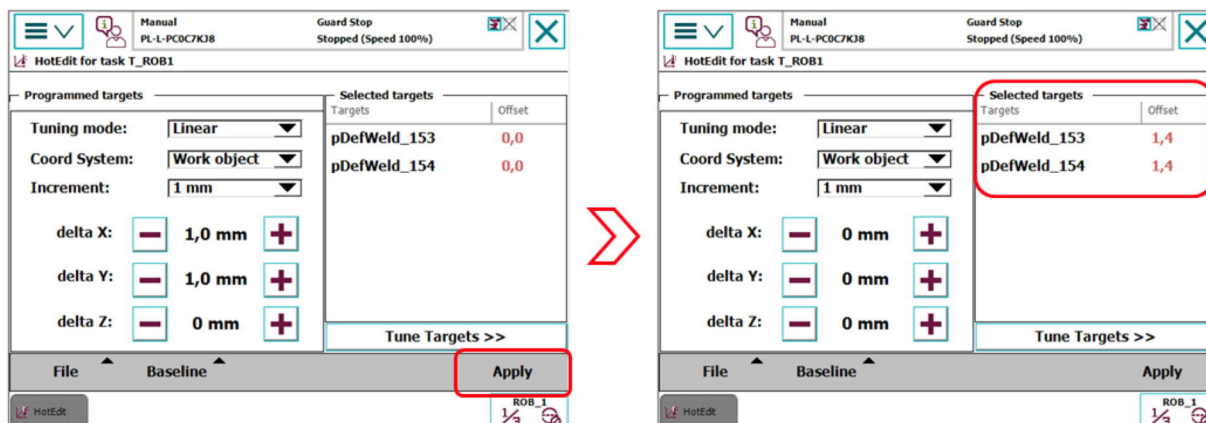 Manual
Guard Stop
PL-L-PC0C7KJ8
Stopped (Speed 100%)
HotEdit for task T_ROB1
Programmed targets
Selected targets
Targets
Offset
Tuning mode:
Linear
pDefWeld_153
0,0
Coord System:
Work object
pDefWeld_154
0,0
Increment:
1 mm
delta X:
1,0 mm
delta Y:
1,0 mm
delta Z:
0 mm
Tune Targets >>
File
Baseline
Apply
HotEdit
ROB_1
1/3
Manual
Guard Stop
PL-L-PC0C7KJ8
Stopped (Speed 100%)
HotEdit for task T_ROB1
Programmed targets
Selected targets
Targets
Offset
Tuning mode:
Linear
pDefWeld_153
1,4
Coord System:
Work object
pDefWeld_154
1,4
Increment:
1 mm
delta X:
0 mm
delta Y:
0 mm
delta Z:
0 mm
Tune Targets >>
File
Baseline
Apply
HotEdit
ROB_1
1/3